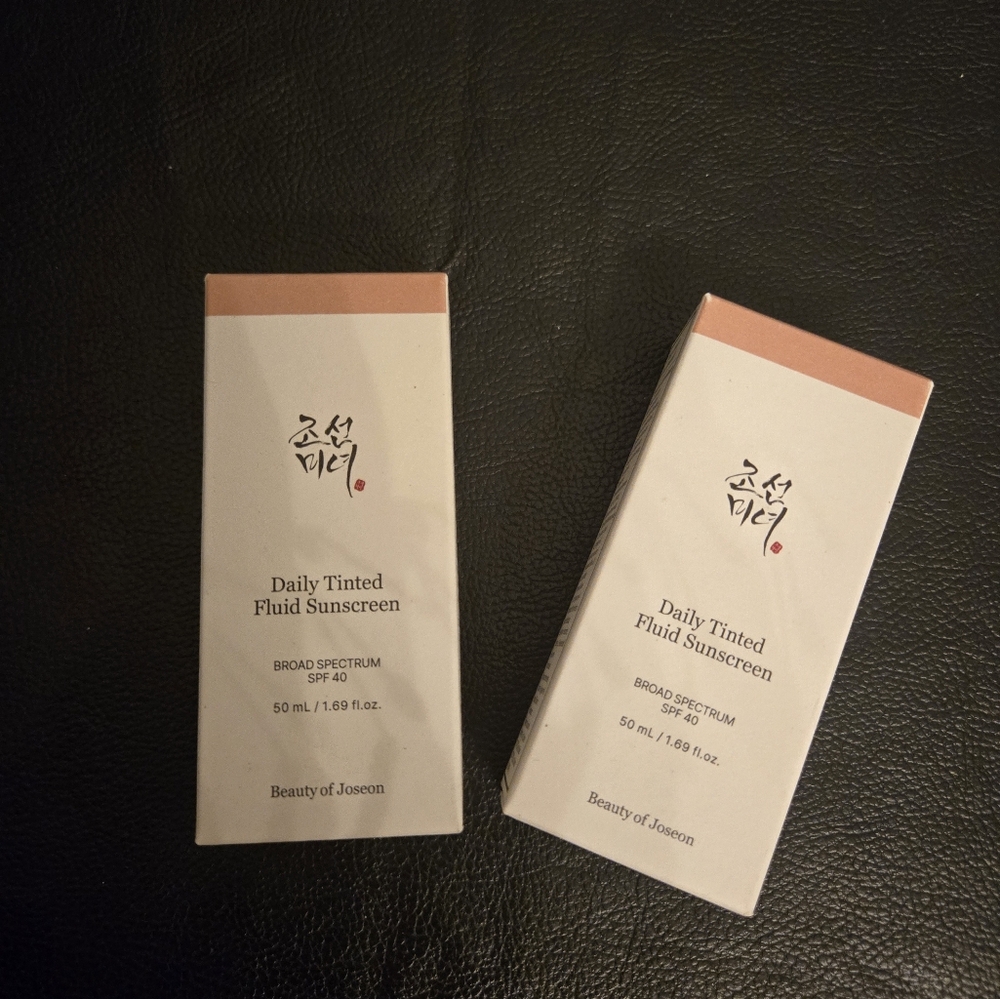 조선
미녀
Daily Tinted
Fluid Sunscreen
BROAD SPECTRUM
SPF 40
50 mL / 1.69 fl.oz.
Beauty of Joseon
조선
미녀
Daily Tinted
Fluid Sunscreen
BROAD SPECTRUM
SPF 40
50 mL / 1.69 fl.oz.
Beauty of Joseon